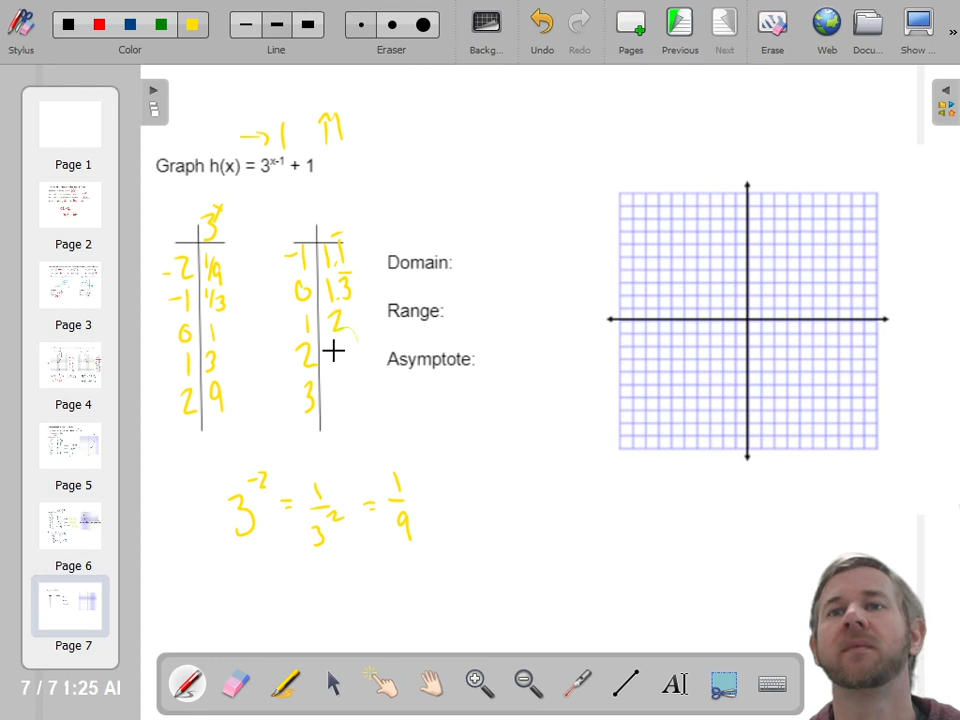 Stylus
Color
Line
Eraser
Backg...
Undo
Redo
Pages
Previous
Next
Erase
Web
Docu...
Show ...
»
Page 1
Page 2
Page 3
Page 4
Page 5
Page 6
Page 7
7 / 7 1:25 AI
→ 1 ↑1
Graph h(x) = 3ˣ⁻¹ + 1
3ˣ
-2 1/9
-1 1/3
0 1
1 3
2 9
-1 1.1̅
0 1.3̅
1 2
2
3
Domain:
Range:
Asymptote:
3⁻² = 1/3² = 1/9
A